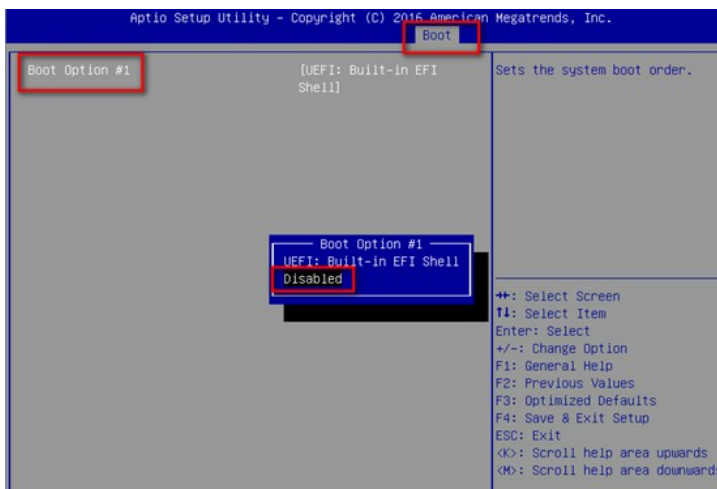 Aptio Setup Utility – Copyright (C) 2016 American Megatrends, Inc.
Boot
Boot Option #1
[UEFI: Built-in EFI
Shell]
Sets the system boot order.
Boot Option #1
UEFI: Built-in EFI Shell
Disabled
→←: Select Screen
↑↓: Select Item
Enter: Select
+/-: Change Option
F1: General Help
F2: Previous Values
F3: Optimized Defaults
F4: Save & Exit Setup
ESC: Exit
<K>: Scroll help area upwards
<M>: Scroll help area downwards